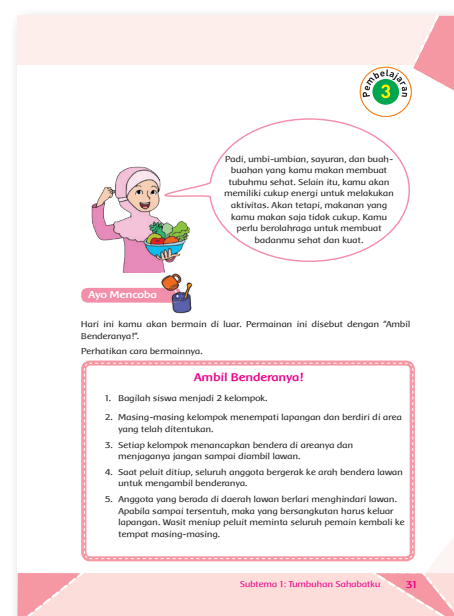 Pembelajaran
3
Padi, umbi-umbian, sayuran, dan buah-
buahan yang kamu makan membuat
tubuhmu sehat. Selain itu, kamu akan
memiliki cukup energi untuk melakukan
aktivitas. Akan tetapi, makanan yang
kamu makan saja tidak cukup. Kamu
perlu berolahraga untuk membuat
badanmu sehat dan kuat.
Ayo Mencoba
Hari ini kamu akan bermain di luar. Permainan ini disebut dengan “Ambil
Benderanya!”.
Perhatikan cara bermainnya.
Ambil Benderanya!
1. Bagilah siswa menjadi 2 kelompok.
2. Masing-masing kelompok menempati lapangan dan berdiri di area
yang telah ditentukan.
3. Setiap kelompok menancapkan bendera di areanya dan
menjaganya jangan sampai diambil lawan.
4. Saat peluit ditiup, seluruh anggota bergerak ke arah bendera lawan
untuk mengambil benderanya.
5. Anggota yang berada di daerah lawan berlari menghindari lawan.
Apabila sampai tersentuh, maka yang bersangkutan harus keluar
lapangan. Wasit meniup peluit meminta seluruh pemain kembali ke
tempat masing-masing.
Subtema 1: Tumbuhan Sahabatku 31